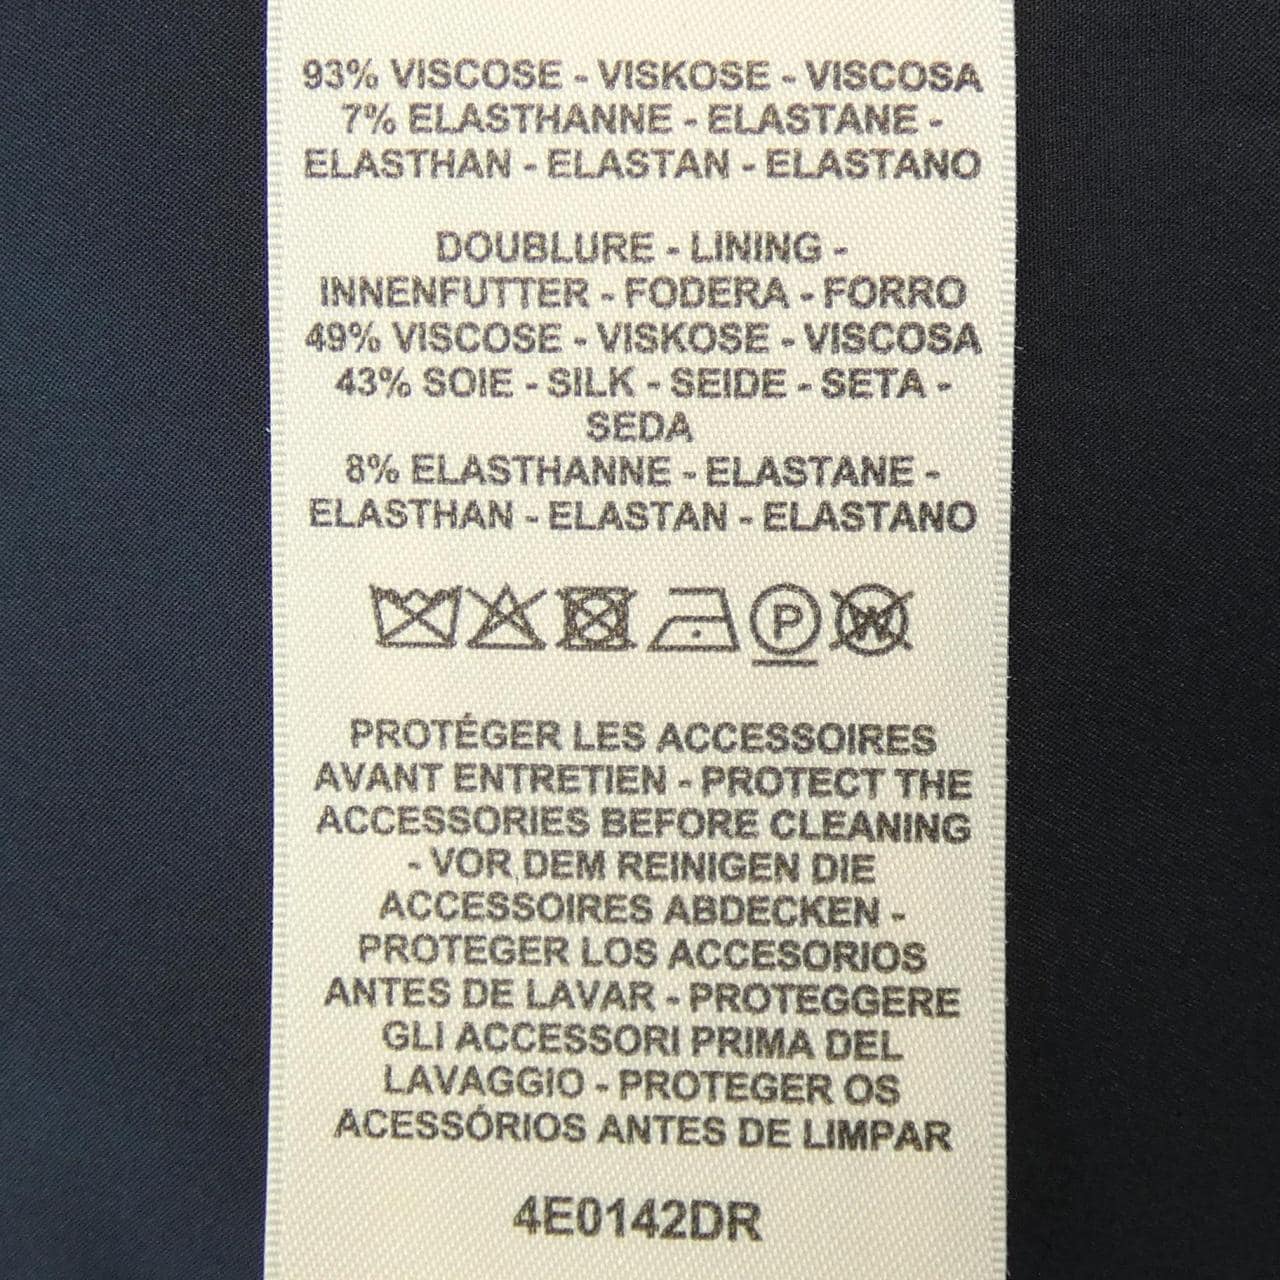 93% VISCOSE - VISKOSE - VISCOSA
7% ELASTHANNE - ELASTANE -
ELASTHAN - ELASTAN - ELASTANO
DOUBLURE - LINING -
INNENFUTTER - FODERA - FORRO
49% VISCOSE - VISKOSE - VISCOSA
43% SOIE - SILK - SEIDE - SETA -
SEDA
8% ELASTHANNE - ELASTANE -
ELASTHAN - ELASTAN - ELASTANO
P W
PROTÉGER LES ACCESSOIRES
AVANT ENTRETIEN - PROTECT THE
ACCESSORIES BEFORE CLEANING
- VOR DEM REINIGEN DIE
ACCESSOIRES ABDECKEN -
PROTEGER LOS ACCESORIOS
ANTES DE LAVAR - PROTEGGERE
GLI ACCESSORI PRIMA DEL
LAVAGGIO - PROTEGER OS
ACESSÓRIOS ANTES DE LIMPAR
4E0142DR